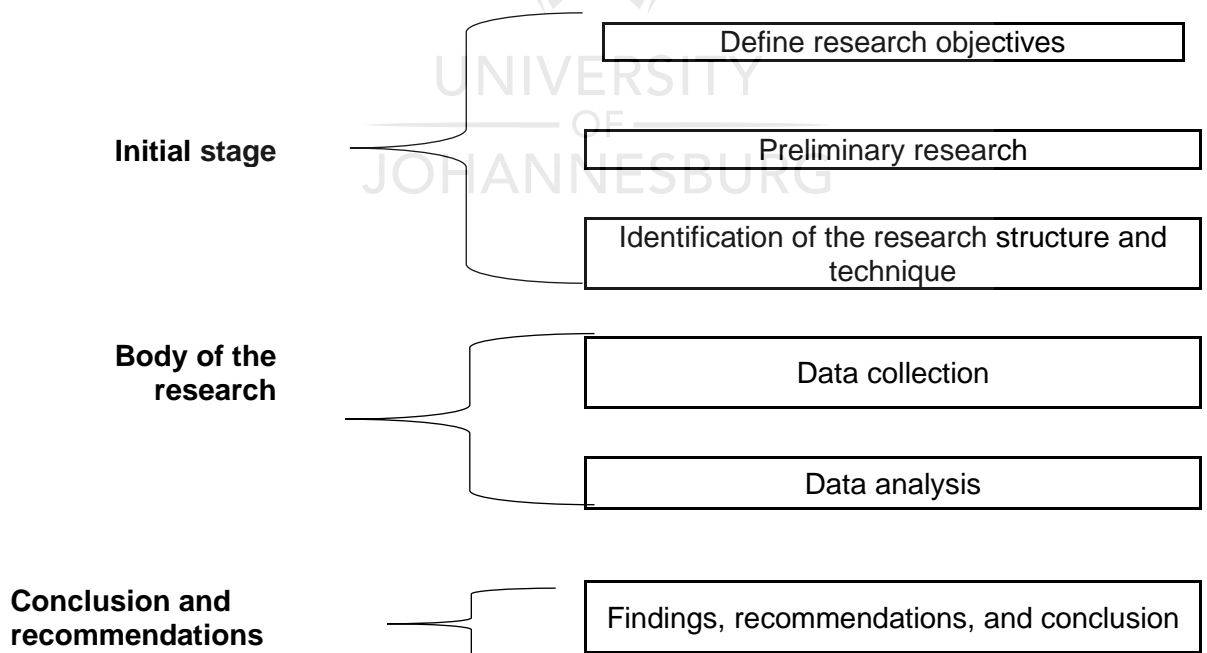 Define research objectives
UNIVERSITY
OF
JOHANNESBURG
Initial stage
Preliminary research
Identification of the research structure and
technique
Body of the
research
Data collection
Data analysis
Conclusion and
recommendations
Findings, recommendations, and conclusion